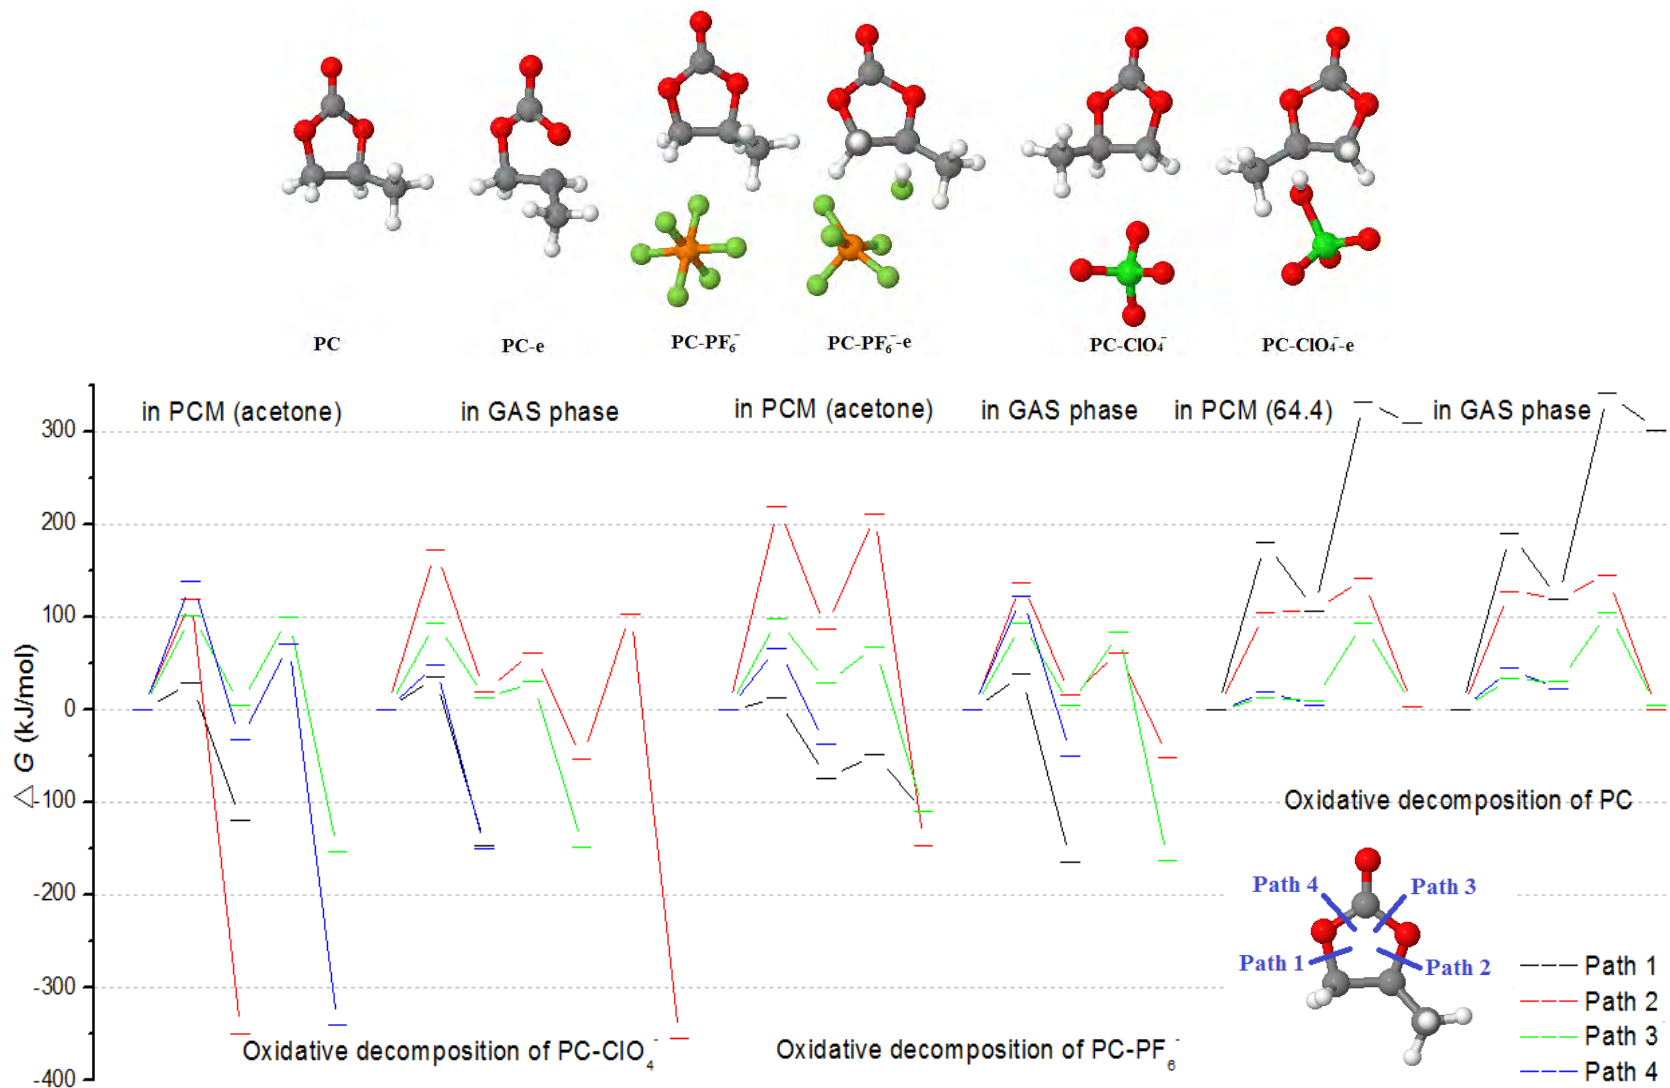 PC
PC-e
PC-PF6-
PC-PF6--e
PC-ClO4-
PC-ClO4--e
in PCM (acetone)
in GAS phase
in PCM (acetone)
in GAS phase
in PCM (64.4)
in GAS phase
300
200
100
0
-100
-200
-300
-400
△ G (kJ/mol)
Oxidative decomposition of PC
Path 4
Path 3
Path 1
Path 2
Path 1
Path 2
Path 3
Path 4
Oxidative decomposition of PC-ClO4-
Oxidative decomposition of PC-PF6-